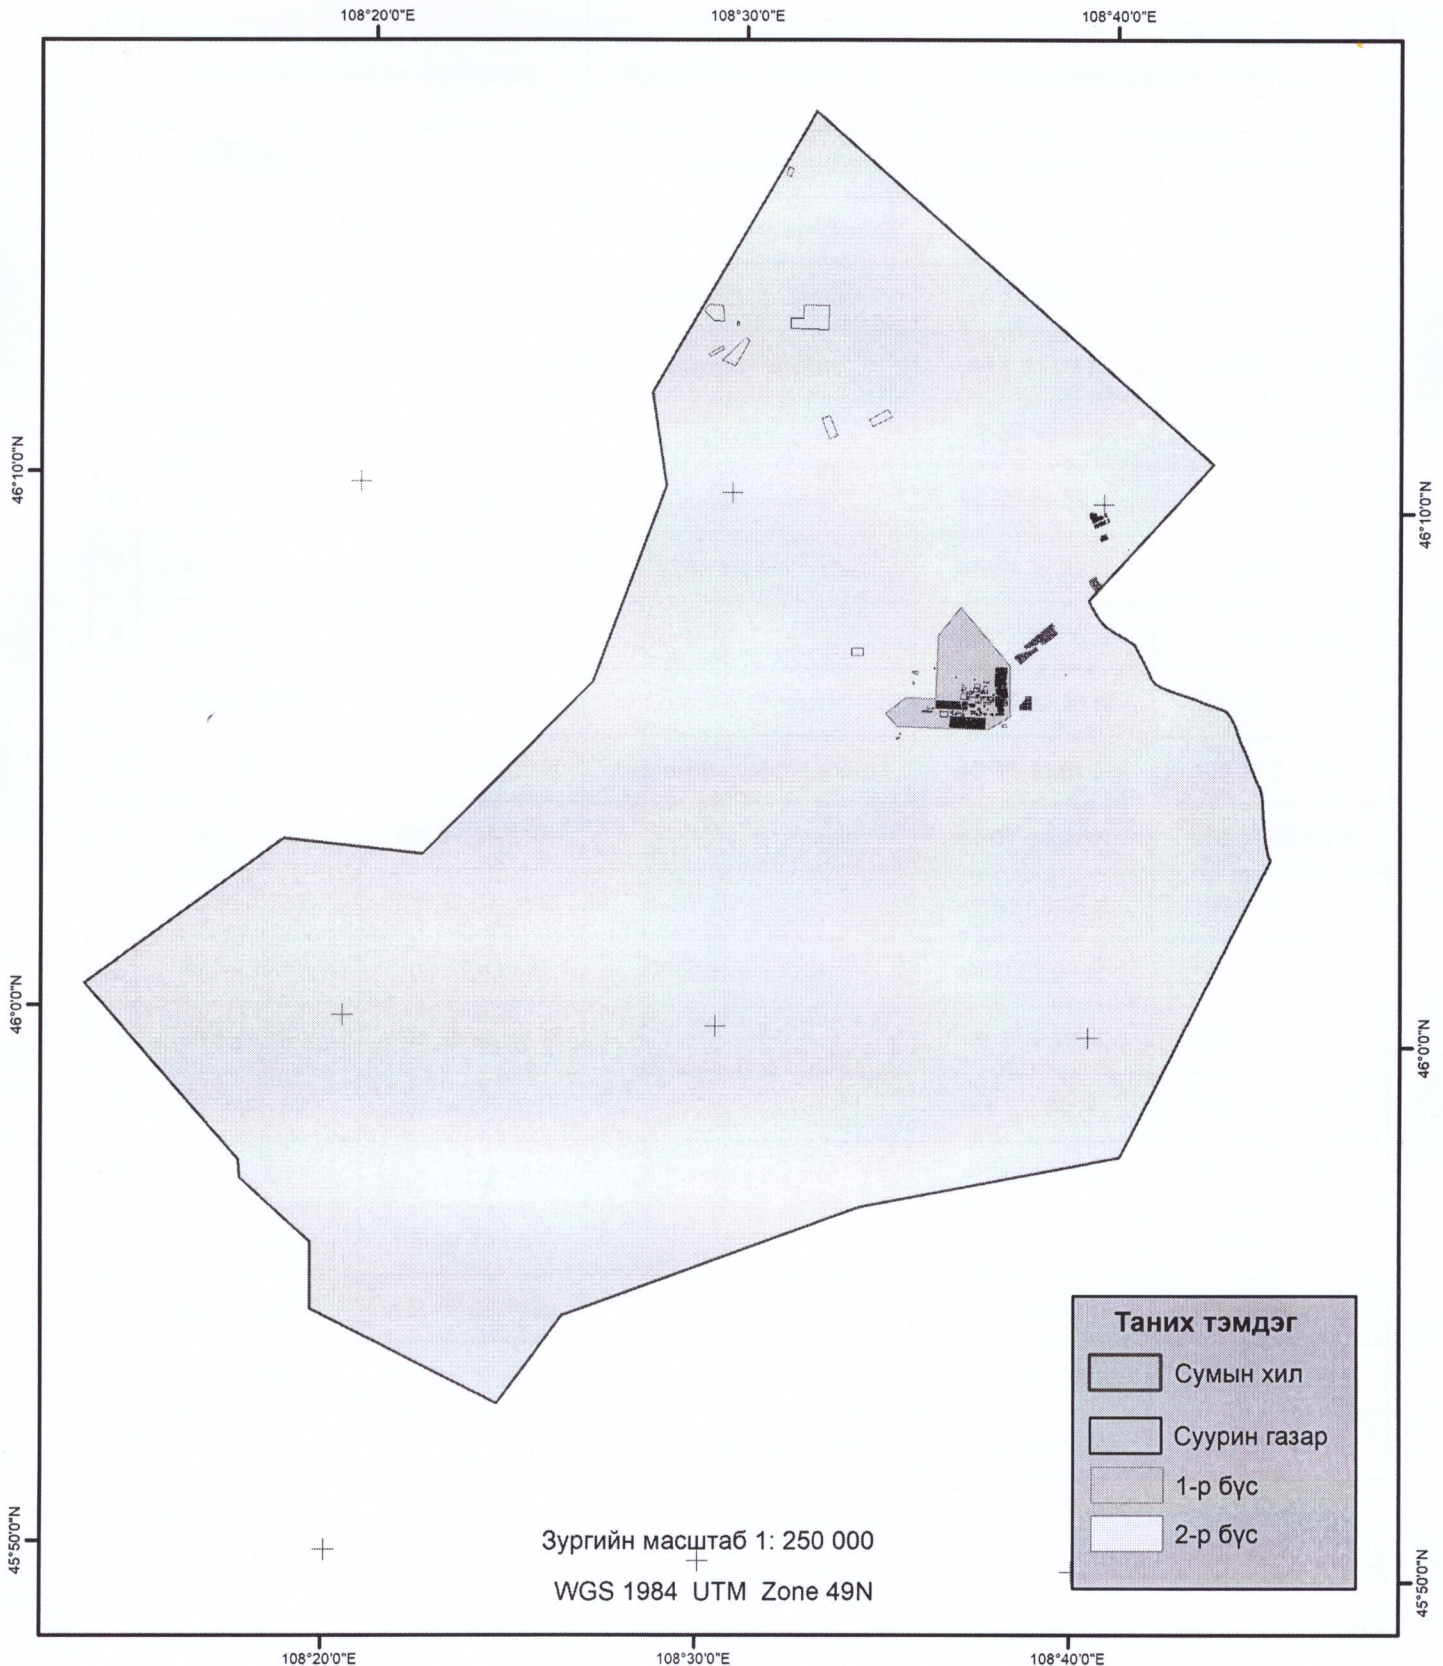 108°20'0"E 108°30'0"E 108°40'0"E
46°10'0"N
46°10'0"N
46°0'0"N
46°0'0"N
45°50'0"N
45°50'0"N
Таних тэмдэг
Сумын хил
Суурин газар
1-р бүс
2-р бүс
Зургийн масштаб 1: 250 000
WGS 1984 UTM Zone 49N
108°20'0"E 108°30'0"E 108°40'0"E